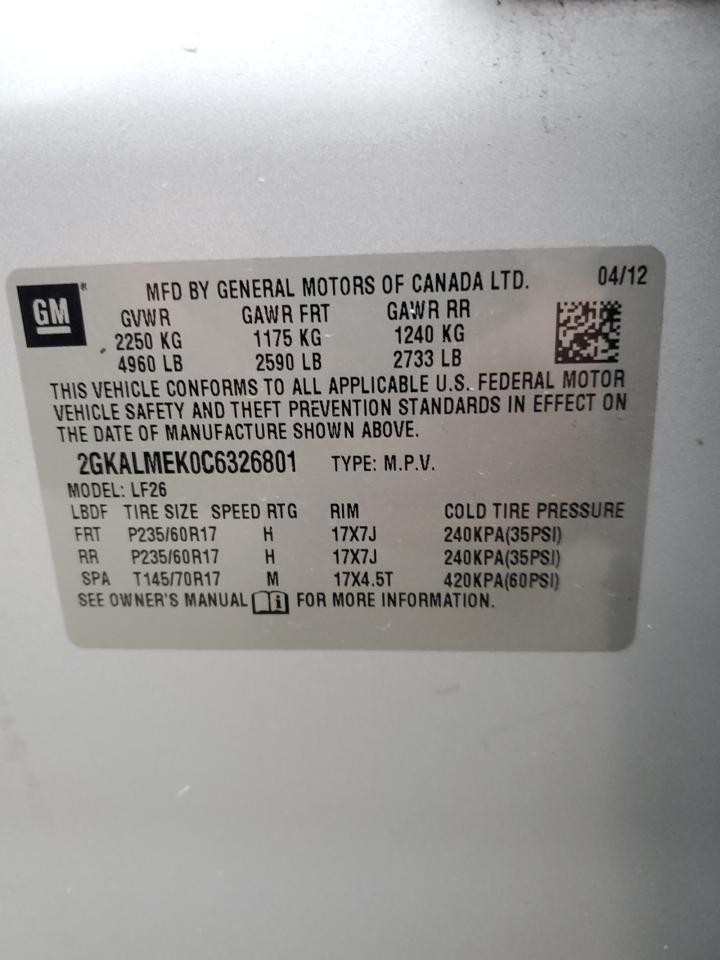 GM ® MFD BY GENERAL MOTORS OF CANADA LTD. 04/12
GVWR GAWR FRT GAWR RR
2250 KG 1175 KG 1240 KG
4960 LB 2590 LB 2733 LB
THIS VEHICLE CONFORMS TO ALL APPLICABLE U.S. FEDERAL MOTOR
VEHICLE SAFETY AND THEFT PREVENTION STANDARDS IN EFFECT ON
THE DATE OF MANUFACTURE SHOWN ABOVE.
2GKALMEK0C6326801 TYPE: M.P.V.
MODEL: LF26
LBDF TIRE SIZE SPEED RTG RIM COLD TIRE PRESSURE
FRT P235/60R17 H 17X7J 240KPA(35PSI)
RR P235/60R17 H 17X7J 240KPA(35PSI)
SPA T145/70R17 M 17X4.5T 420KPA(60PSI)
SEE OWNER'S MANUAL i FOR MORE INFORMATION.